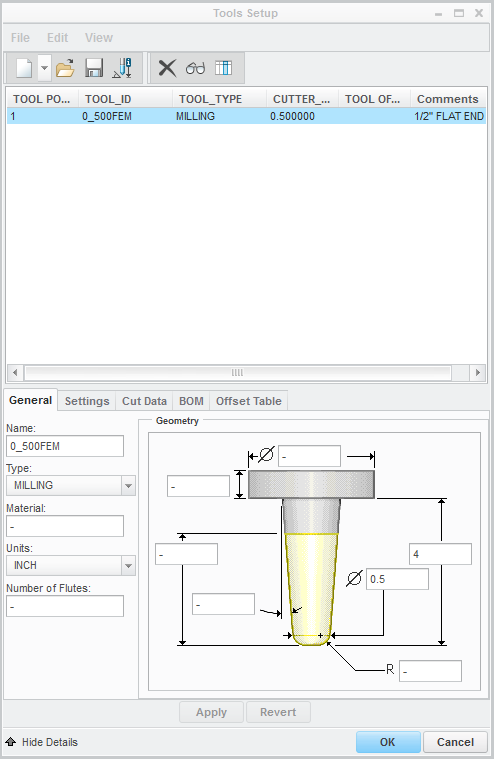 Tools Setup
File Edit View
TOOL PO... TOOL_ID TOOL_TYPE CUTTER_... TOOL OF... Comments
1 0_500FEM MILLING 0.500000 1/2" FLAT END
General Settings Cut Data BOM Offset Table
Name:
0_500FEM
Type:
MILLING
Material:
-
Units:
INCH
Number of Flutes:
-
Geometry
Ø -
-
-
4
Ø 0.5
-
R -
Apply Revert
Hide Details OK Cancel